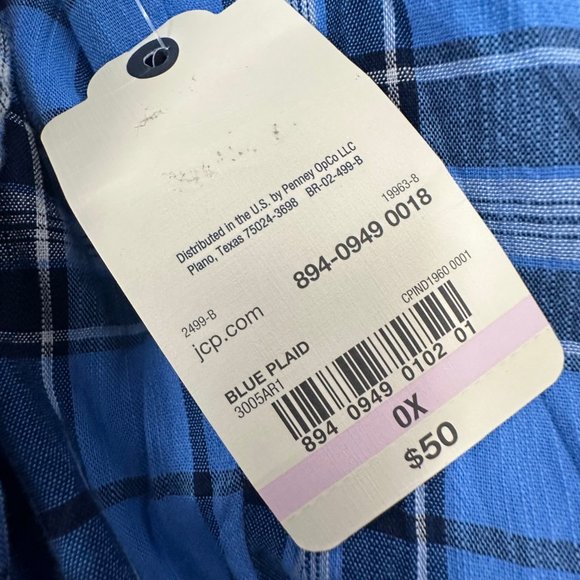 Distributed in the U.S. by Penney OpCo LLC
Plano, Texas 75024-3698 BR-02-499-B
19963-8
894-0949 0018
2499-B
jcp.com
CPIND1960 0001
BLUE PLAID
3005AR1
894 0949 0102 01
0X
$50